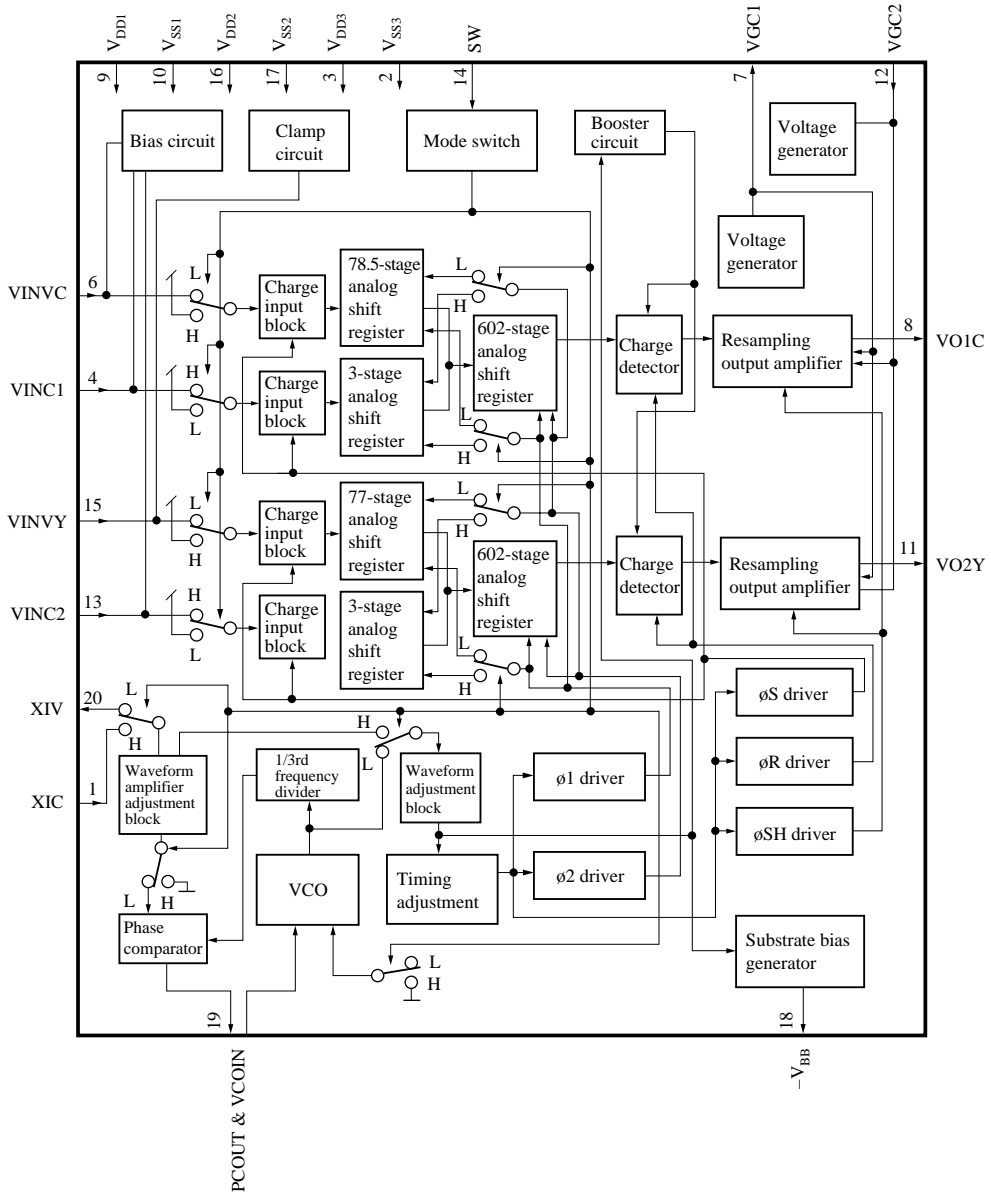 VDD1
VSS1
VDD2
VSS2
VDD3
VSS3
SW
VGC1
VGC2
9
10
16
17
3
2
14
7
12
Bias circuit
Clamp
circuit
Mode switch
Booster
circuit
Voltage
generator
Voltage
generator
VINVC
6
L
H
Charge
input
block
78.5-stage
analog
shift
register
L
H
602-stage
analog
shift
register
Charge
detector
Resampling
output amplifier
8
VO1C
VINC1
4
H
L
Charge
input
block
3-stage
analog
shift
register
L
H
VINVY
15
L
H
Charge
input
block
77-stage
analog
shift
register
L
H
602-stage
analog
shift
register
Charge
detector
Resampling
output amplifier
11
VO2Y
VINC2
13
H
L
Charge
input
block
3-stage
analog
shift
register
L
H
XIV
20
L
H
XIC
1
Waveform
amplifier
adjustment
block
1/3rd
frequency
divider
H
L
Waveform
adjustment
block
ø1 driver
øS driver
øR driver
øSH driver
L
H
Phase
comparator
VCO
Timing
adjustment
ø2 driver
L
H
Substrate bias
generator
19
18
PCOUT & VCOIN
–VBB